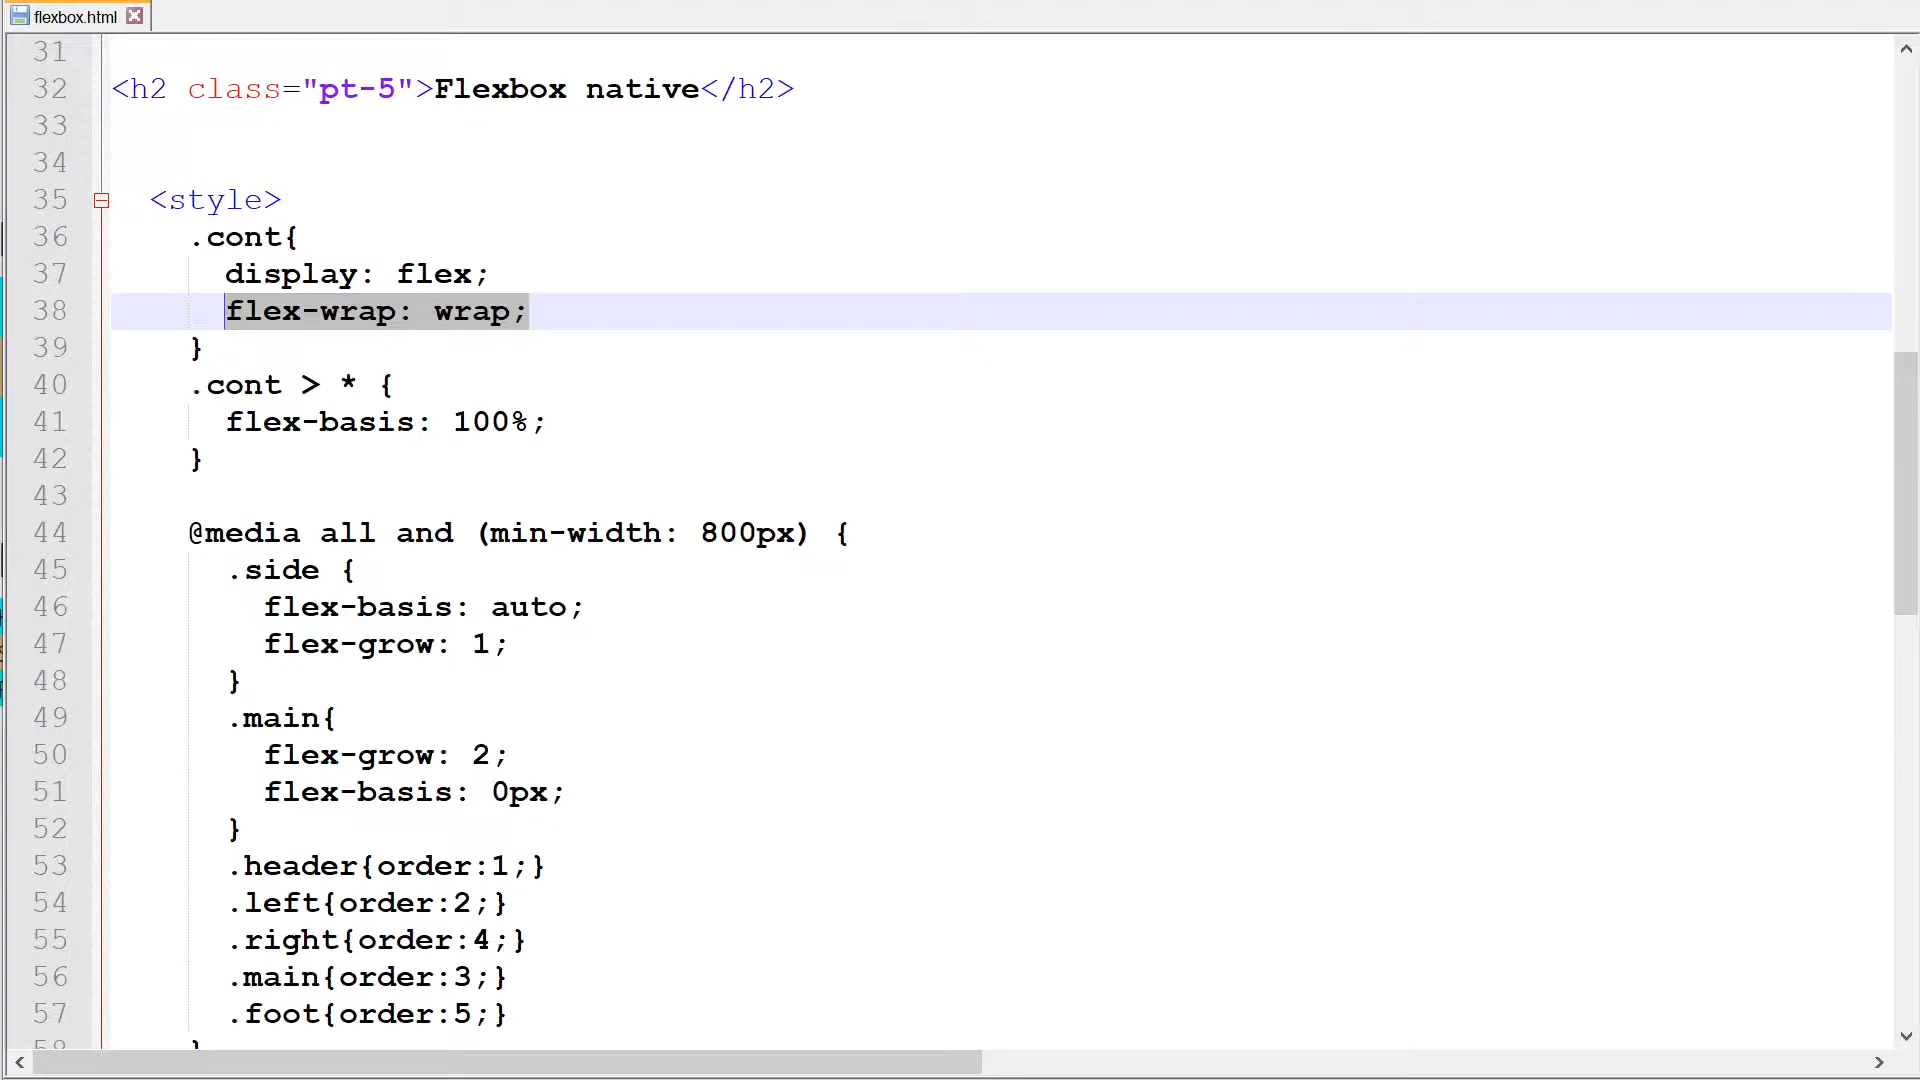 flexbox.html
31
32 <h2 class="pt-5">Flexbox native</h2>
33
34
35 <style>
36 .cont{
37 display: flex;
38 flex-wrap: wrap;
39 }
40 .cont > * {
41 flex-basis: 100%;
42 }
43
44 @media all and (min-width: 800px) {
45 .side {
46 flex-basis: auto;
47 flex-grow: 1;
48 }
49 .main{
50 flex-grow: 2;
51 flex-basis: 0px;
52 }
53 .header{order:1;}
54 .left{order:2;}
55 .right{order:4;}
56 .main{order:3;}
57 .foot{order:5;}
58 }